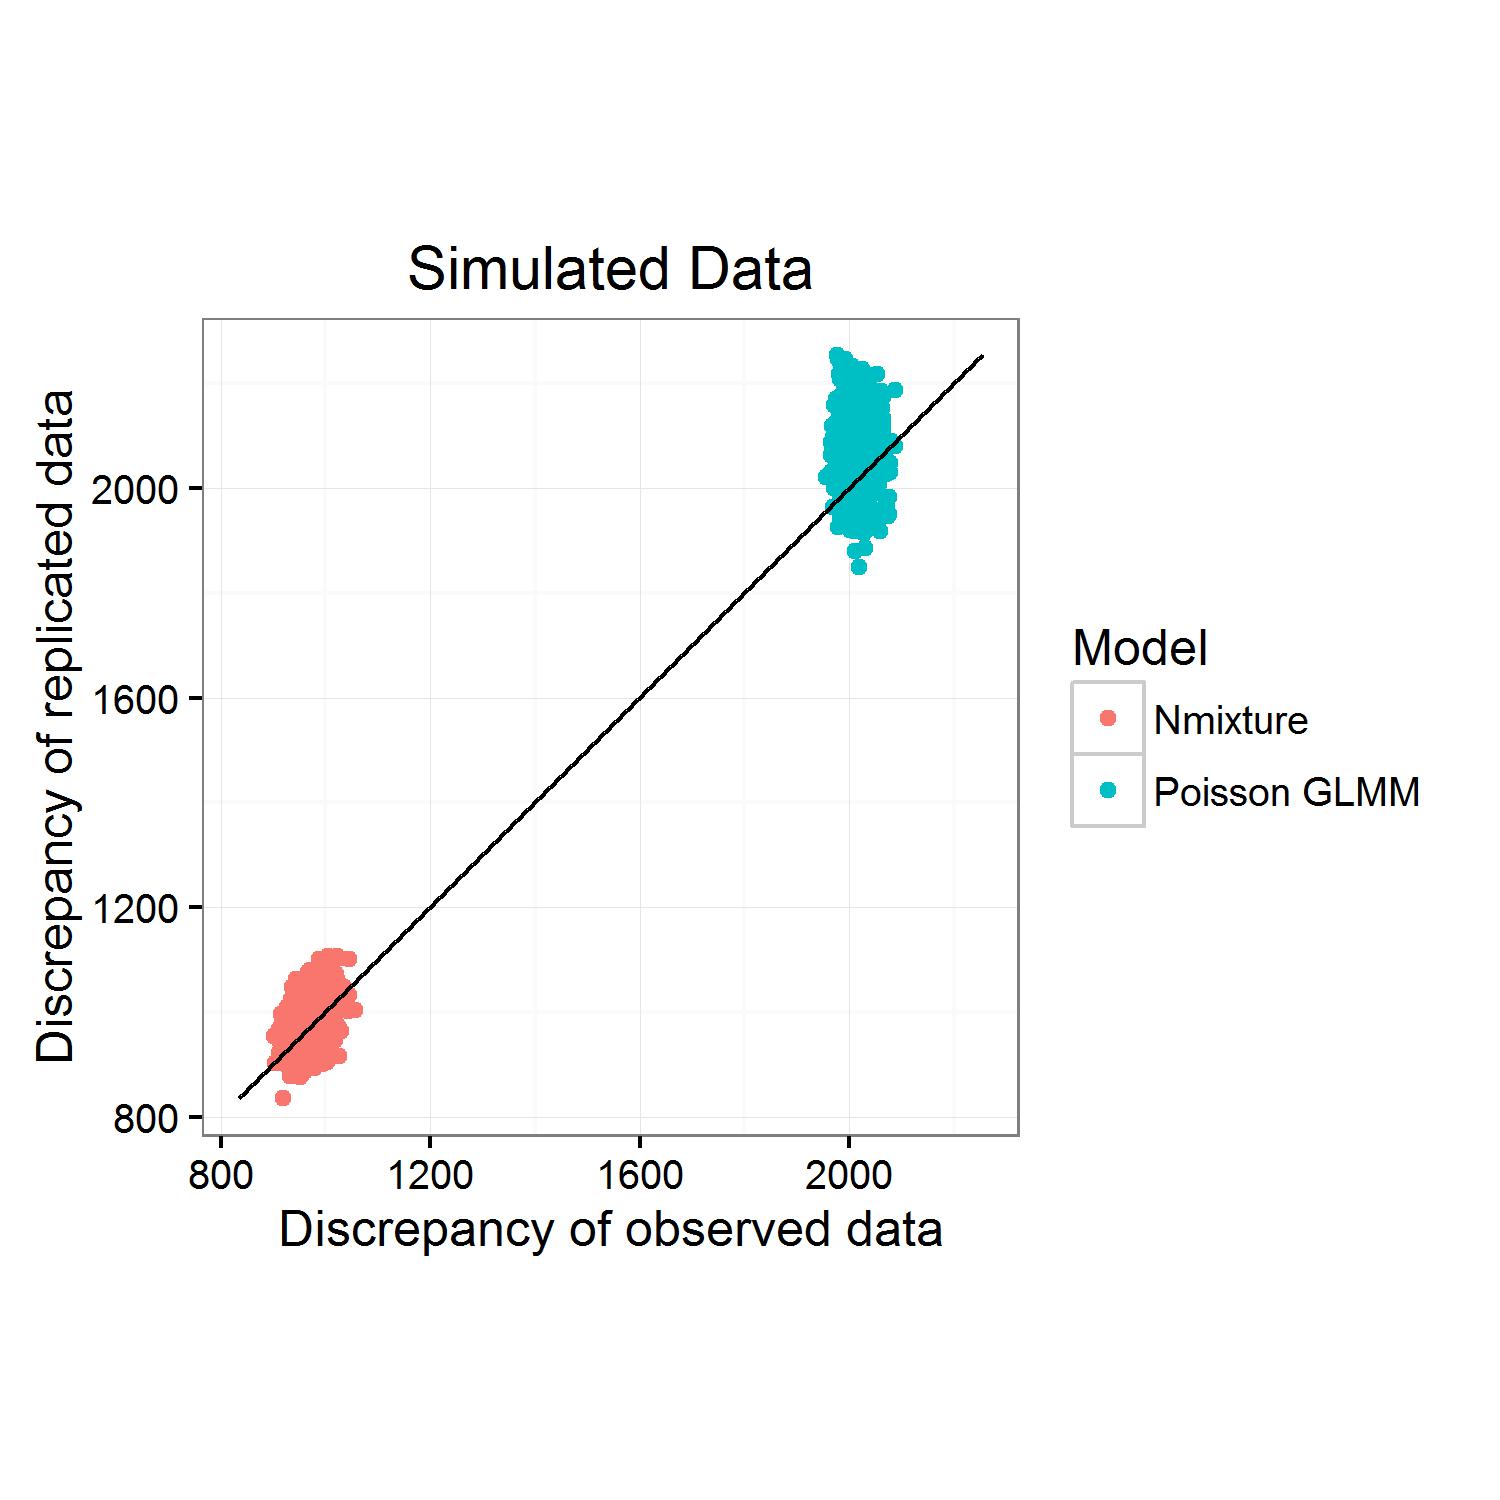 Simulated Data
Discrepancy of replicated data
2000
1600
1200
800
800 1200 1600 2000
Discrepancy of observed data
Model
Nmixture
Poisson GLMM